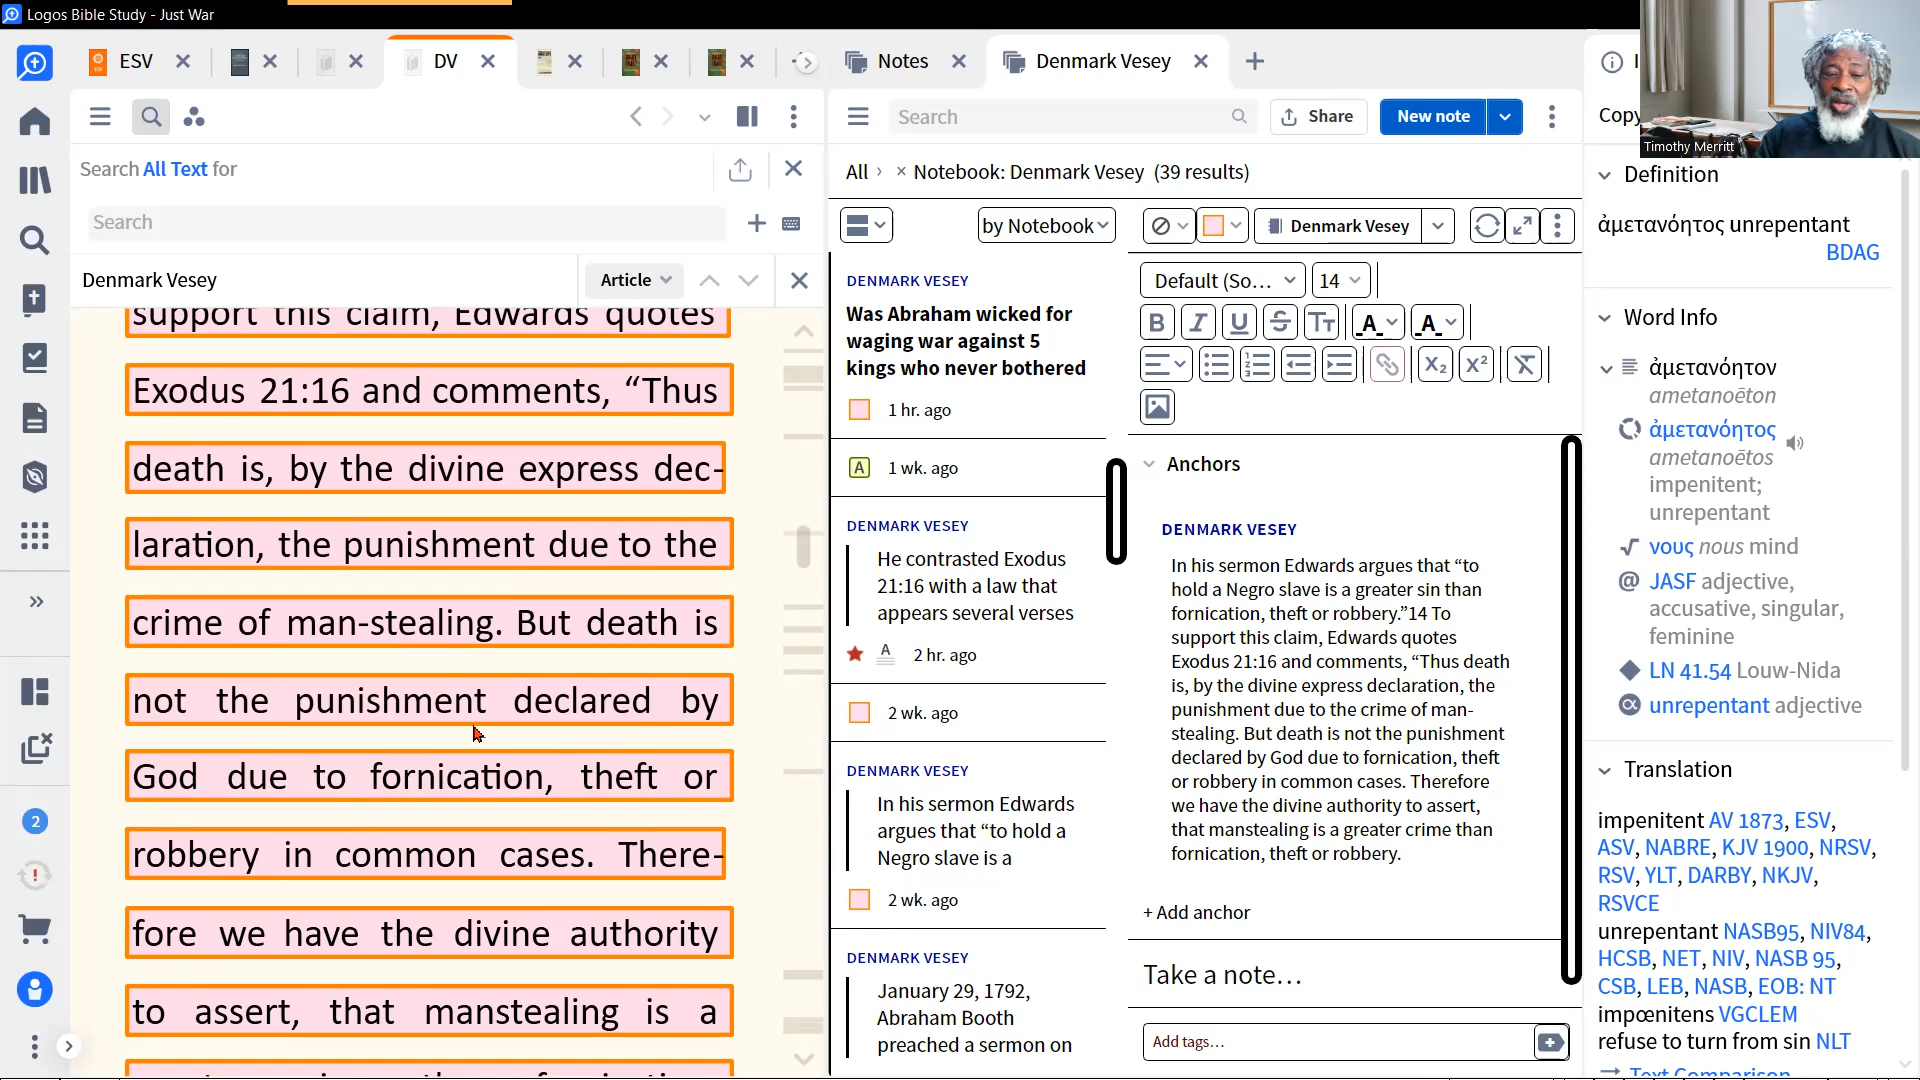 Logos Bible Study - Just War
ESV
DV
Notes
Denmark Vesey
Search All Text for
Search
Denmark Vesey
Article
support this claim, Edwards quotes
Exodus 21:16 and comments, “Thus
death is, by the divine express dec-
laration, the punishment due to the
crime of man-stealing. But death is
not the punishment declared by
God due to fornication, theft or
robbery in common cases. There-
fore we have the divine authority
to assert, that manstealing is a
2
Search
Share
New note
All › × Notebook: Denmark Vesey (39 results)
by Notebook
Denmark Vesey
DENMARK VESEY
Was Abraham wicked for
waging war against 5
kings who never bothered
1 hr. ago
A
1 wk. ago
DENMARK VESEY
He contrasted Exodus
21:16 with a law that
appears several verses
A
2 hr. ago
2 wk. ago
DENMARK VESEY
In his sermon Edwards
argues that “to hold a
Negro slave is a
2 wk. ago
DENMARK VESEY
January 29, 1792,
Abraham Booth
preached a sermon on
Default (So...
14
B I U S TT A A
X₂ X²
Anchors
DENMARK VESEY
In his sermon Edwards argues that “to
hold a Negro slave is a greater sin than
fornication, theft or robbery.”14 To
support this claim, Edwards quotes
Exodus 21:16 and comments, “Thus death
is, by the divine express declaration, the
punishment due to the crime of man-
stealing. But death is not the punishment
declared by God due to fornication, theft
or robbery in common cases. Therefore
we have the divine authority to assert,
that manstealing is a greater crime than
fornication, theft or robbery.
+ Add anchor
Take a note...
Add tags...
Copy
Timothy Merritt
Definition
ἀμετανόητος unrepentant
BDAG
Word Info
ἀμετανόητον
ametanoēton
ἀμετανόητος
ametanoētos
impenitent;
unrepentant
νους nous mind
JASF adjective,
accusative, singular,
feminine
LN 41.54 Louw-Nida
unrepentant adjective
Translation
impenitent AV 1873, ESV,
ASV, NABRE, KJV 1900, NRSV,
RSV, YLT, DARBY, NKJV,
RSVCE
unrepentant NASB95, NIV84,
HCSB, NET, NIV, NASB 95,
CSB, LEB, NASB, EOB: NT
impœnitens VGCLEM
refuse to turn from sin NLT
Text Comparison